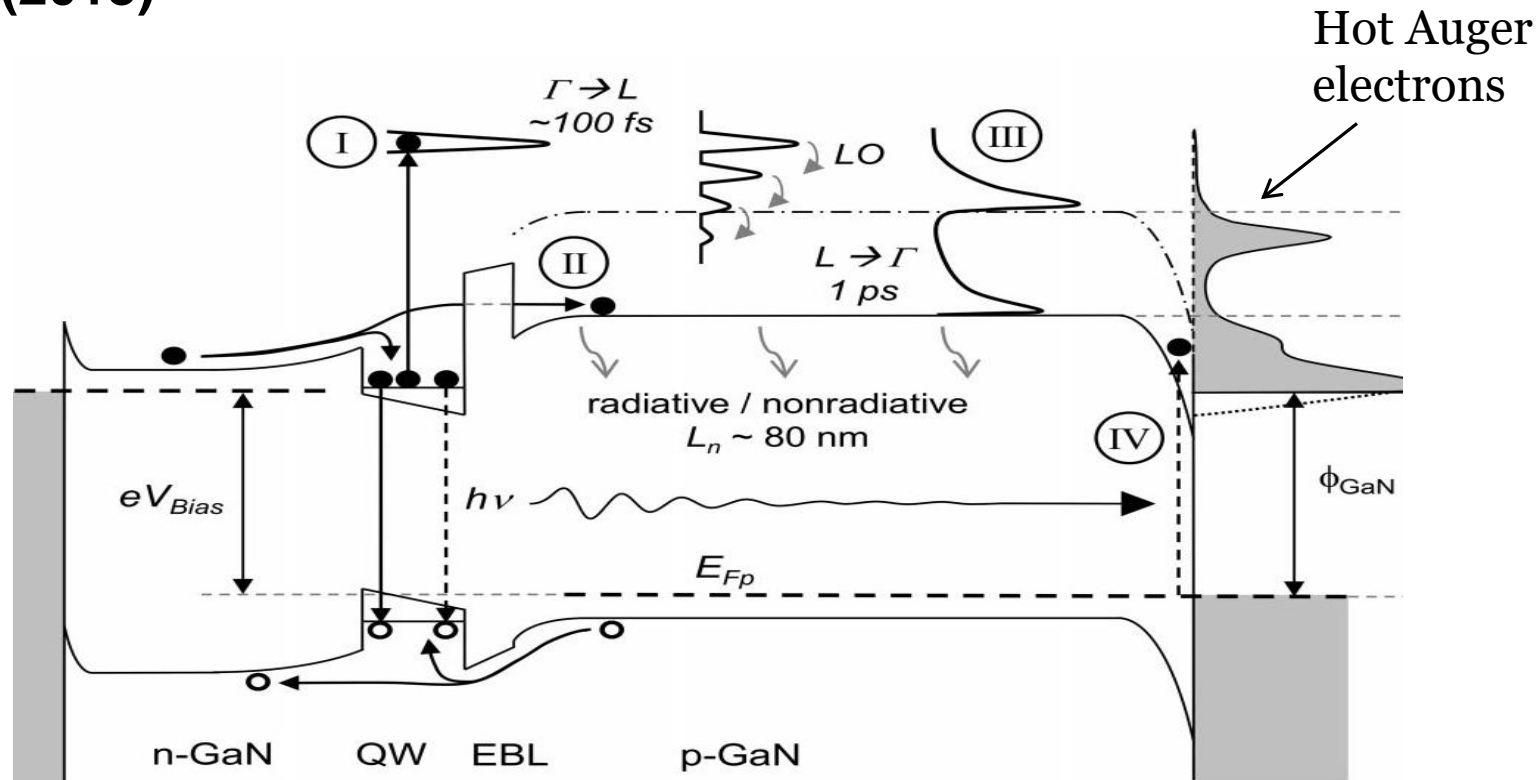 (2013)
Hot Auger
electrons
Γ → L
~100 fs
I
LO
III
II
L → Γ
1 ps
radiative / nonradiative
Lₙ ~ 80 nm
IV
eV_Bias
hν
ϕ_GaN
E_Fp
n-GaN QW EBL p-GaN